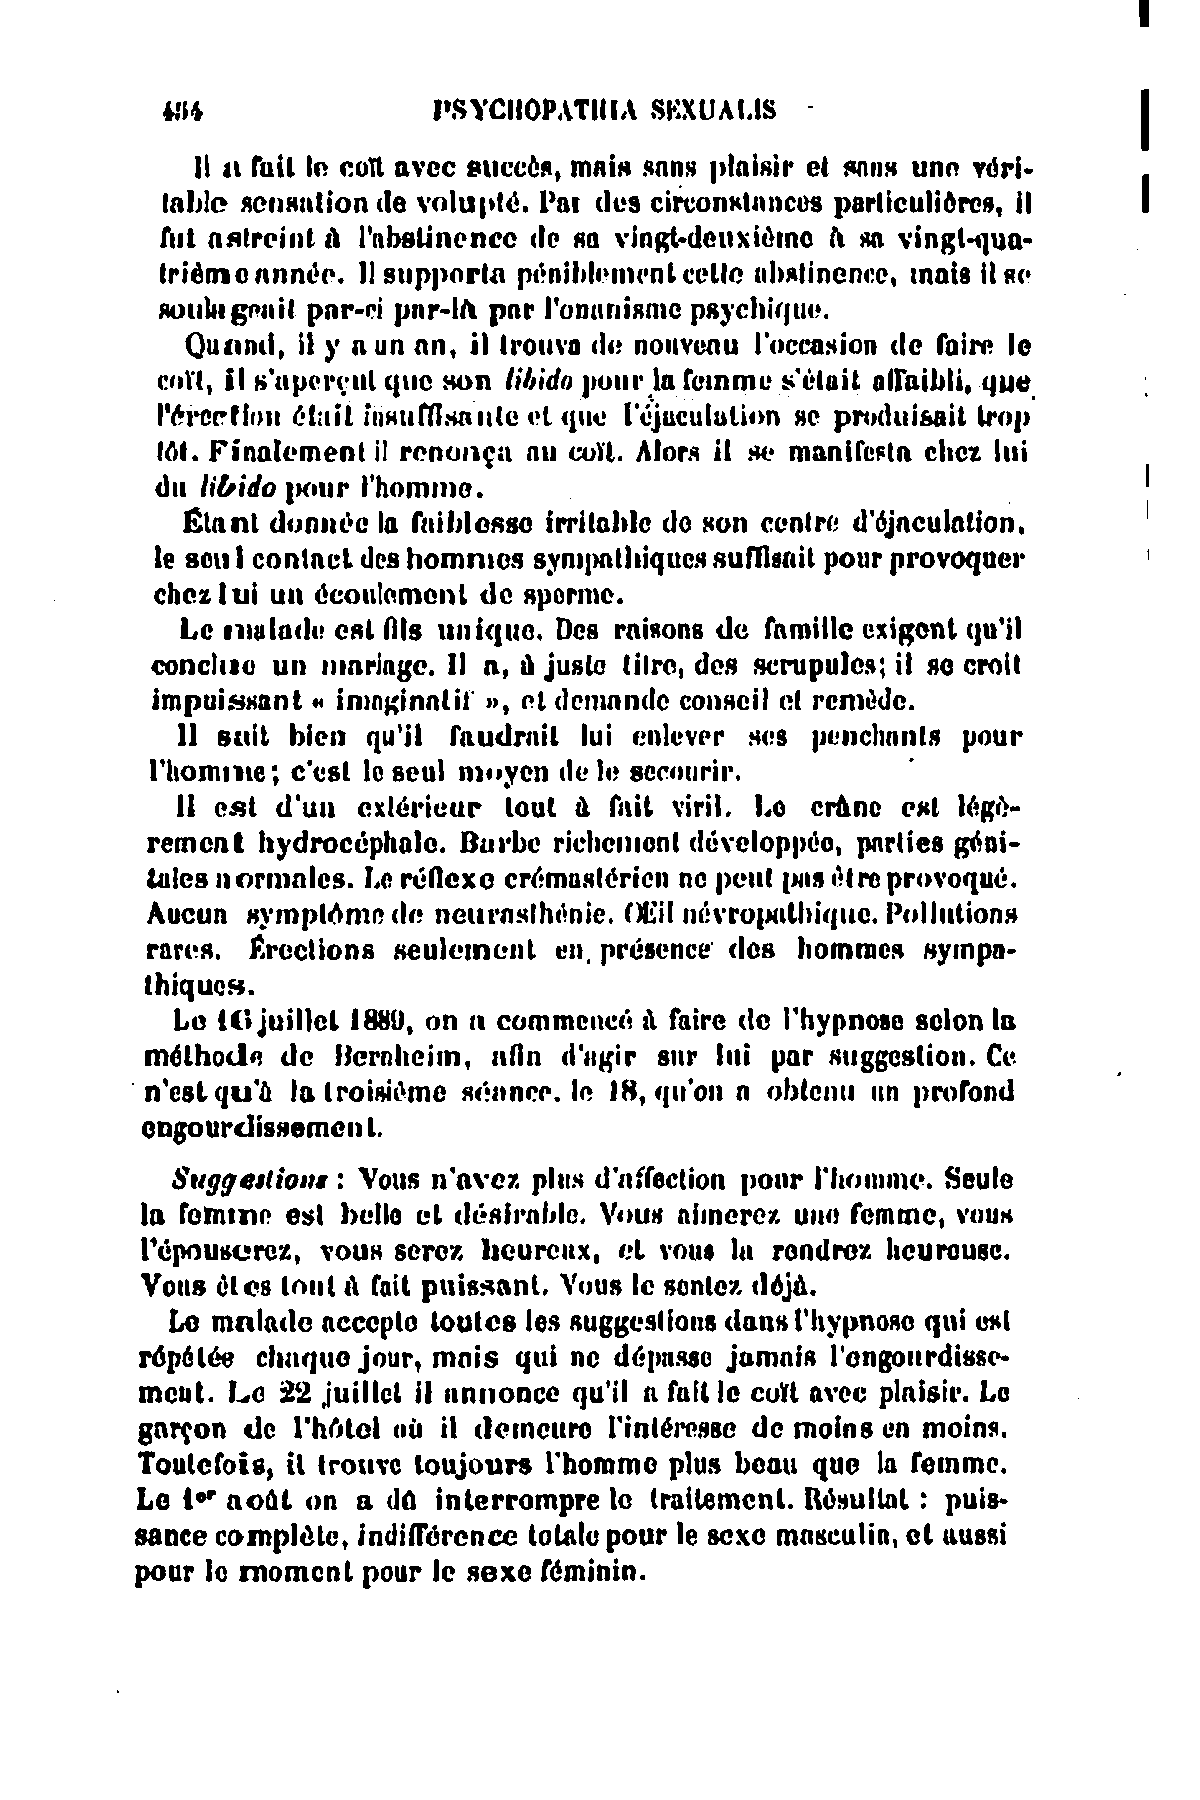 494 PSYCHOPATHIA SEXUALIS
Il a fait le coït avec succès, mais sans plaisir et sans une véri-
table sensation de volupté. Par des circonstances particulières, il
fut astreint à l'abstinence de sa vingt-deuxième à sa vingt-qua-
trième année. Il supporta péniblement cette abstinence, mais il se
soulageait par-ci par-là par l'onanisme psychique.
Quand, il y a un an, il trouva de nouveau l'occasion de faire le
coït, il s'aperçut que son libido pour la femme s'était affaibli, que
l'érection était insuffisante et que l'éjaculation se produisait trop
tôt. Finalement il renonça au coït. Alors il se manifesta chez lui
du libido pour l'homme.
Étant donnée la faiblesse irritable de son centre d'éjaculation,
le seul contact des hommes sympathiques suffisait pour provoquer
chez lui un écoulement de sperme.
Le malade est fils unique. Des raisons de famille exigent qu'il
conclue un mariage. Il a, à juste titre, des scrupules; il se croit
impuissant « imaginatif », et demande conseil et remède.
Il sait bien qu'il faudrait lui enlever ses penchants pour
l'homme; c'est le seul moyen de le secourir.
Il est d'un extérieur tout à fait viril. Le crâne est légè-
rement hydrocéphale. Barbe richement développée, parties géni-
tales normales. Le réflexe crémastérien ne peut pas être provoqué.
Aucun symptôme de neurasthénie. Œil névropathique. Pollutions
rares. Érections seulement en présence des hommes sympa-
thiques.
Le 16 juillet 1889, on a commencé à faire de l'hypnose selon la
méthode de Bernheim, afin d'agir sur lui par suggestion. Ce
n'est qu'à la troisième séance, le 18, qu'on a obtenu un profond
engourdissement.
Suggestions : Vous n'avez plus d'affection pour l'homme. Seule
la femme est belle et désirable. Vous aimerez une femme, vous
l'épouserez, vous serez heureux, et vous la rendrez heureuse.
Vous êtes tout à fait puissant. Vous le sentez déjà.
Le malade accepte toutes les suggestions dans l'hypnose qui est
répétée chaque jour, mais qui ne dépasse jamais l'engourdisse-
ment. Le 22 juillet il annonce qu'il a fait le coït avec plaisir. Le
garçon de l'hôtel où il demeure l'intéresse de moins en moins.
Toutefois, il trouve toujours l'homme plus beau que la femme.
Le 1er août on a dû interrompre le traitement. Résultat : puis-
sance complète, indifférence totale pour le sexe masculin, et aussi
pour le moment pour le sexe féminin.